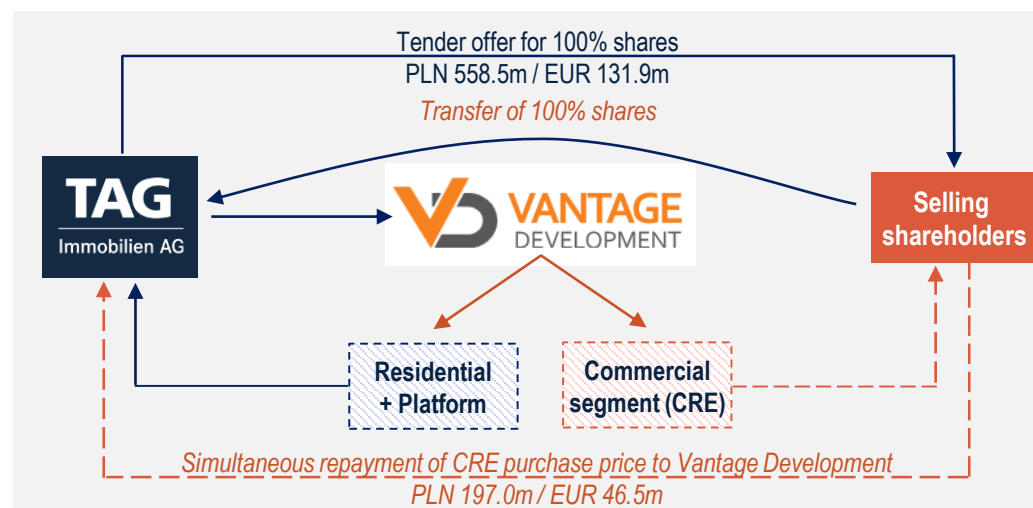 Tender offer for 100% shares
PLN 558.5m / EUR 131.9m
Transfer of 100% shares
TAG
Immobilien AG
VD VANTAGE
DEVELOPMENT
Selling
shareholders
Residential
+ Platform
Commercial
segment (CRE)
Simultaneous repayment of CRE purchase price to Vantage Development
PLN 197.0m / EUR 46.5m